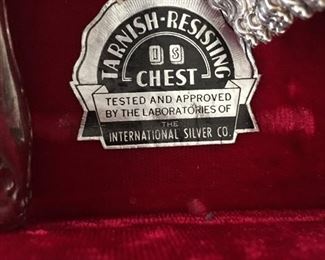 TARNISH-RESISTING
IS
CHEST
TESTED AND APPROVED
BY THE LABORATORIES OF
THE
INTERNATIONAL SILVER CO.